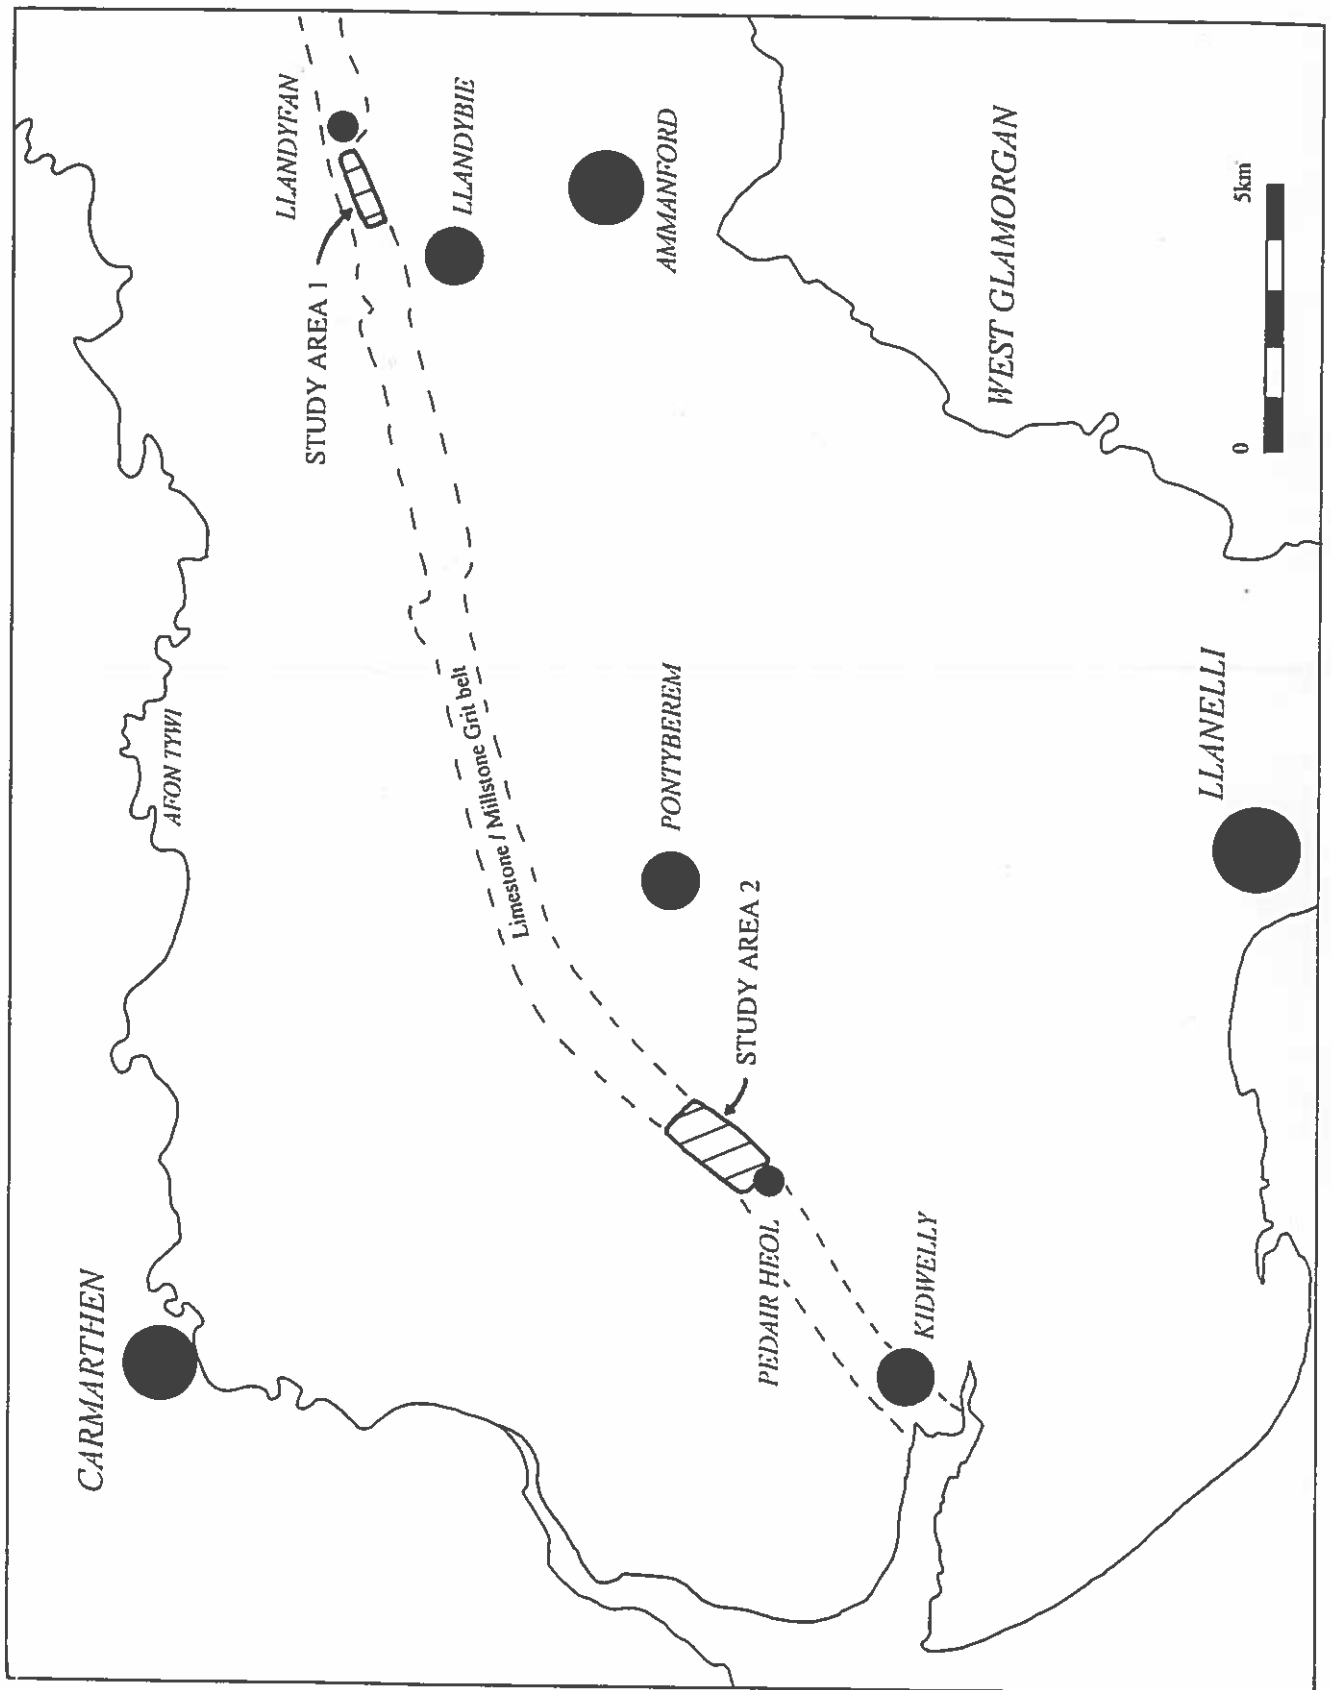 CARMARTHEN
AFON TYWI
LLANDYFAN
STUDY AREA 1
LLANDYBIE
AMMANFORD
Limestone / Millstone Grit belt
PONTYBEREM
STUDY AREA 2
PEDAIR HEOL
KIDWELLY
WEST GLAMORGAN
LLANELLI
0
5km